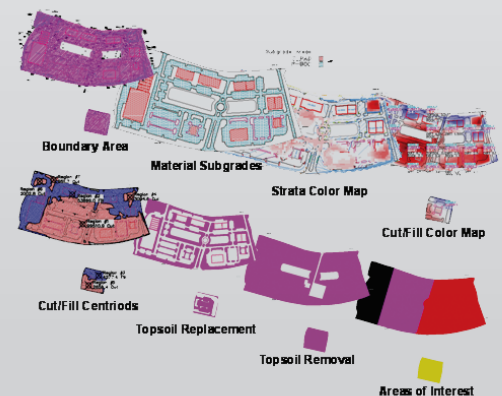 Boundary Area
Material Subgrades
Strata Color Map
Cut/Fill Color Map
Cut/Fill Centriods
Topsoil Replacement
Topsoil Removal
Areas of Interest